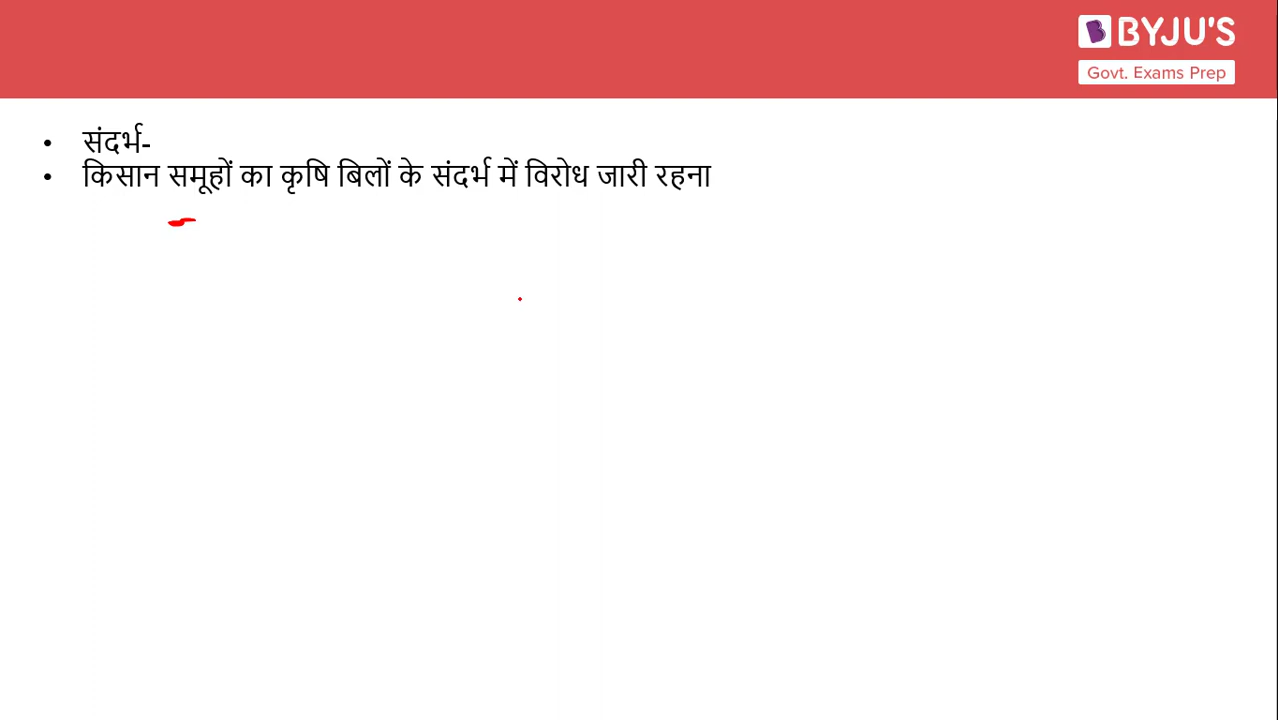 BYJU'S
Govt. Exams Prep
• संदर्भ-
• किसान समूहों का कृषि बिलों के संदर्भ में विरोध जारी रहना